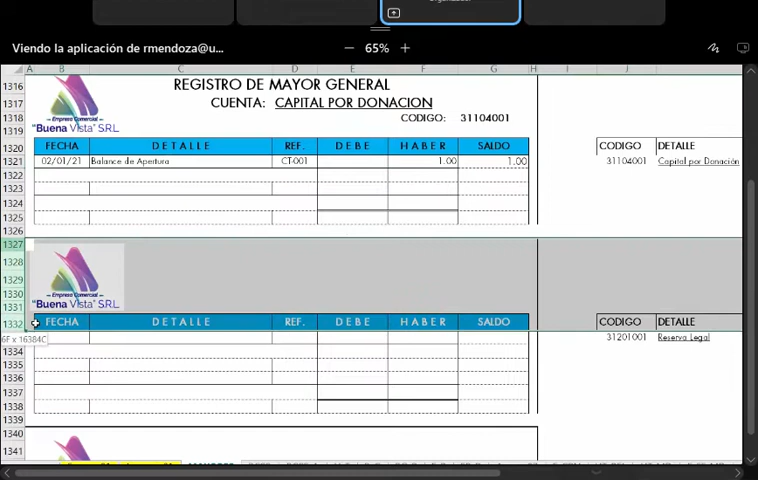 Viendo la aplicación de rmendoza@u...
65%
A B C D E F G H I J
1316 REGISTRO DE MAYOR GENERAL
1317 CUENTA: CAPITAL POR DONACION
1318 Empresa Comercial CODIGO: 31104001
1319 "Buena Vista" S.R.L.
1320 FECHA DETALLE REF. DEBE HABER SALDO CODIGO DETALLE
1321 02/01/21 Balance de Apertura CT-001 1.00 1.00 31104001 Capital por Donación
1322
1323
1324
1325
1326
1327
1328
1329
1330 Empresa Comercial
1331 "Buena Vista" S.R.L.
1332 FECHA DETALLE REF. DEBE HABER SALDO CODIGO DETALLE
6F x 16384C 31201001 Reserva Legal
1334
1335
1336
1337
1338
1339
1340
1341